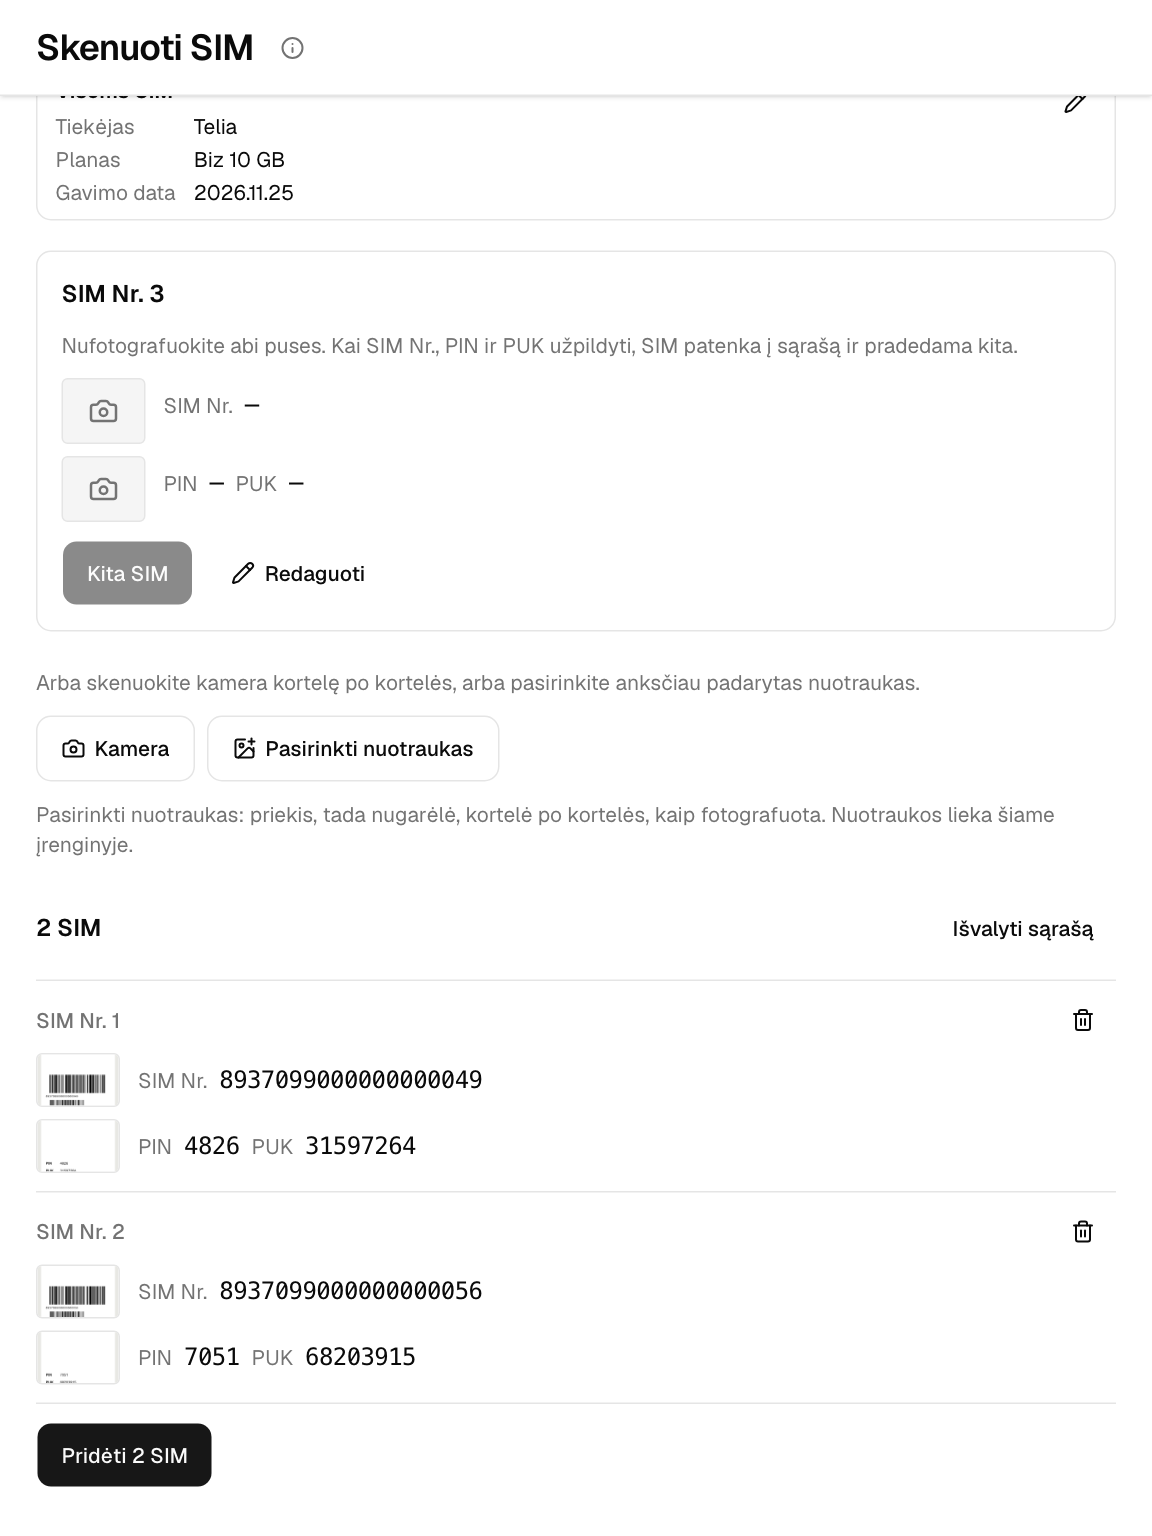 Skenuoti SIM
Visoms SIM
Tiekėjas Telia
Planas Biz 10 GB
Gavimo data 2026.11.25
SIM Nr. 3
Nufotografuokite abi puses. Kai SIM Nr., PIN ir PUK užpildyti, SIM patenka į sąrašą ir pradedama kita.
SIM Nr. –
PIN – PUK –
Kita SIM Redaguoti
Arba skenuokite kamera kortelę po kortelės, arba pasirinkite anksčiau padarytas nuotraukas.
Kamera Pasirinkti nuotraukas
Pasirinkti nuotraukas: priekis, tada nugarėlė, kortelė po kortelės, kaip fotografuota. Nuotraukos lieka šiame
įrenginyje.
2 SIM Išvalyti sąrašą
SIM Nr. 1
SIM Nr. 8937099000000000049
PIN 4826 PUK 31597264
SIM Nr. 2
SIM Nr. 8937099000000000056
PIN 7051 PUK 68203915
Pridėti 2 SIM